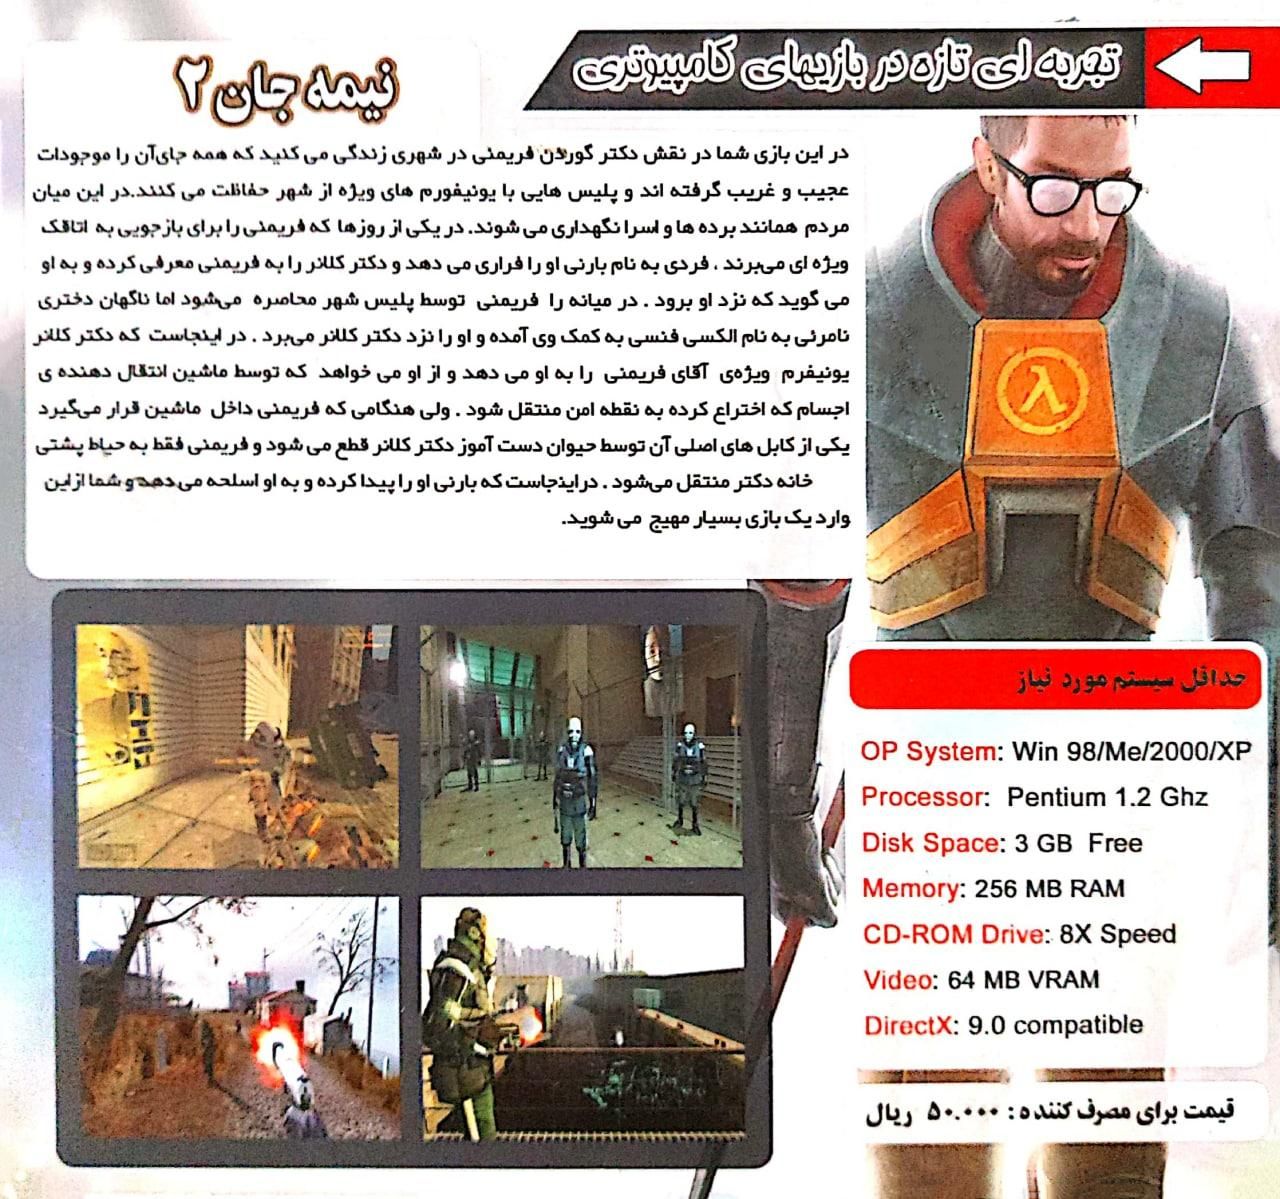 تجربه ای تازه در بازیهای کامپیوتری
نیمه جان ۲
در این بازی شما در نقش دکتر گوردن فریمنی در شهری زندگی می کنید که همه جای‌آن را موجودات
عجیب و غریب گرفته اند و پلیس هایی با یونیفورم های ویژه از شهر حفاظت می کنند.در این میان
مردم همانند برده ها و اسرا نگهداری می شوند. در یکی از روزها که فریمنی را برای بازجویی به اتاقک
ویژه ای می‌برند ، فردی به نام بارنی او را فراری می دهد و دکتر کلانر را به فریمنی معرفی کرده و به او
می گوید که نزد او برود . در میانه را فریمنی توسط پلیس شهر محاصره می‌شود اما ناگهان دختری
نامرئی به نام الکسی فنسی به کمک وی آمده و او را نزد دکتر کلانر می‌برد . در اینجاست که دکتر کلانر
یونیفرم ویژه‌ی آقای فریمنی را به او می دهد و از او می خواهد که توسط ماشین انتقال دهنده ی
اجسام که اختراع کرده به نقطه امن منتقل شود . ولی هنگامی که فریمنی داخل ماشین قرار می‌گیرد
یکی از کابل های اصلی آن توسط حیوان دست آموز دکتر کلانر قطع می شود و فریمنی فقط به حیاط پشتی
خانه دکتر منتقل می‌شود . دراینجاست که بارنی او را پیدا کرده و به او اسلحه می‌دهد و شما ازاین
وارد یک بازی بسیار مهیج می شوید.
حداقل سیستم مورد نیاز
OP System: Win 98/Me/2000/XP
Processor: Pentium 1.2 Ghz
Disk Space: 3 GB Free
Memory: 256 MB RAM
CD-ROM Drive: 8X Speed
Video: 64 MB VRAM
DirectX: 9.0 compatible
قیمت برای مصرف کننده : ۵۰.۰۰۰ ریال